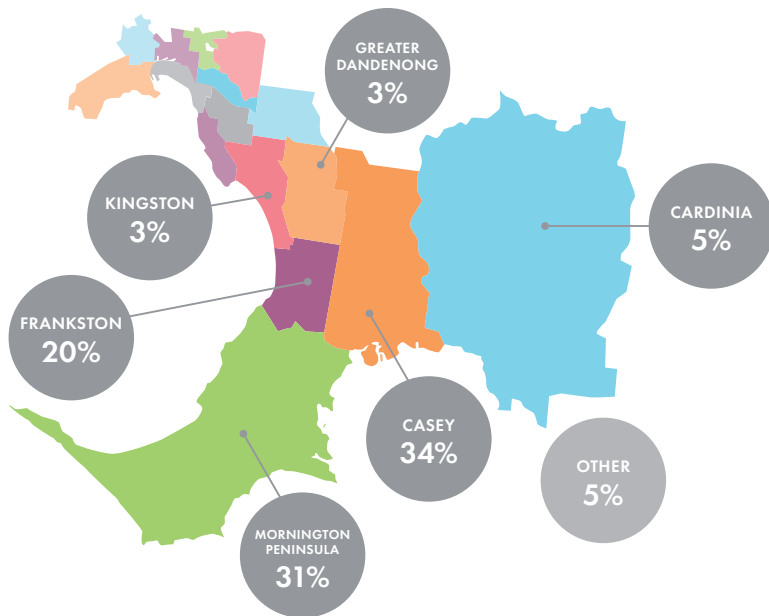 GREATER
DANDENONG
3%
KINGSTON
3%
CARDINIA
5%
FRANKSTON
20%
CASEY
34%
OTHER
5%
MORNINGTON
PENINSULA
31%